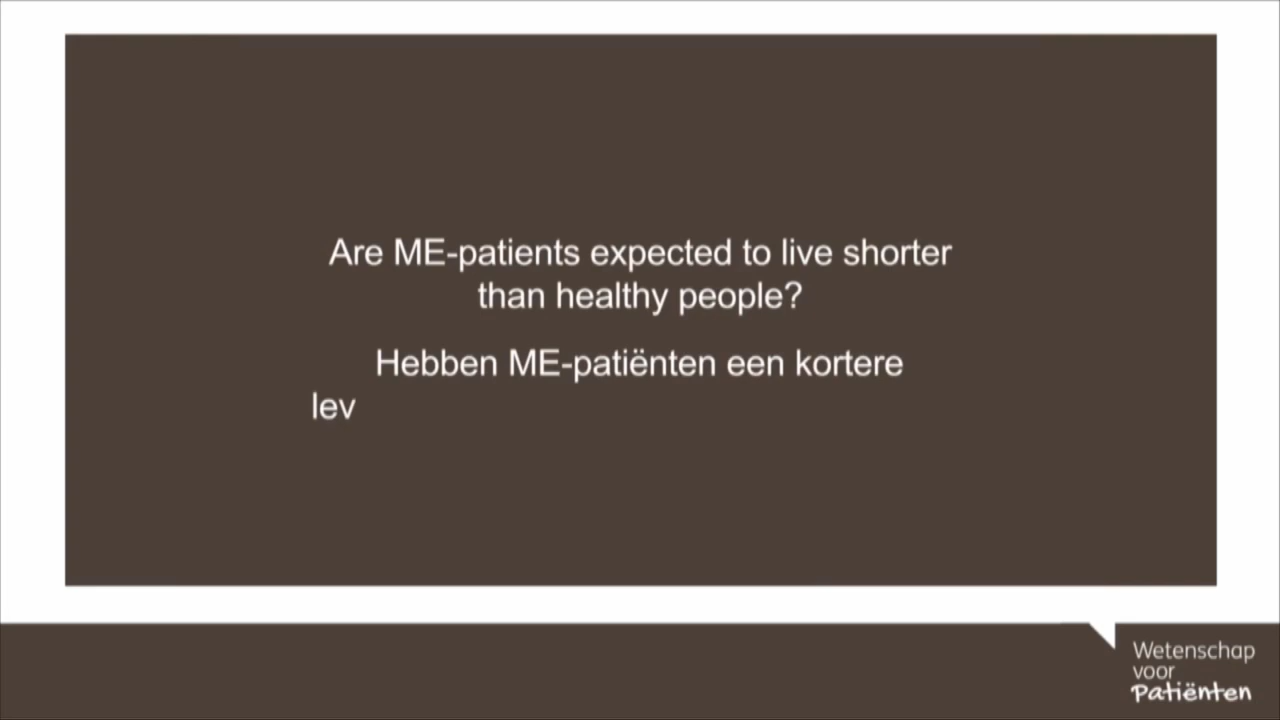 Are ME-patients expected to live shorter
than healthy people?
Hebben ME-patiënten een kortere
lev
Wetenschap
voor
Patiënten